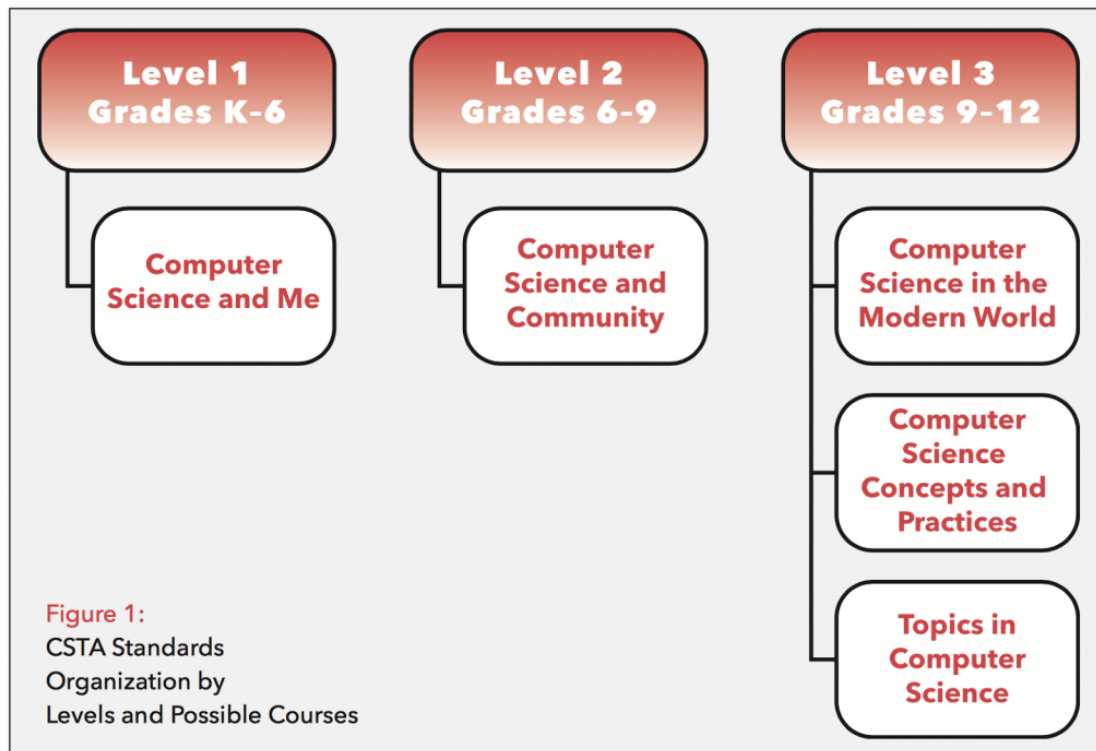 Level 1
Grades K-6
Computer
Science and Me
Level 2
Grades 6-9
Computer
Science and
Community
Level 3
Grades 9-12
Computer
Science in the
Modern World
Computer
Science
Concepts and
Practices
Topics in
Computer
Science
Figure 1:
CSTA Standards
Organization by
Levels and Possible Courses